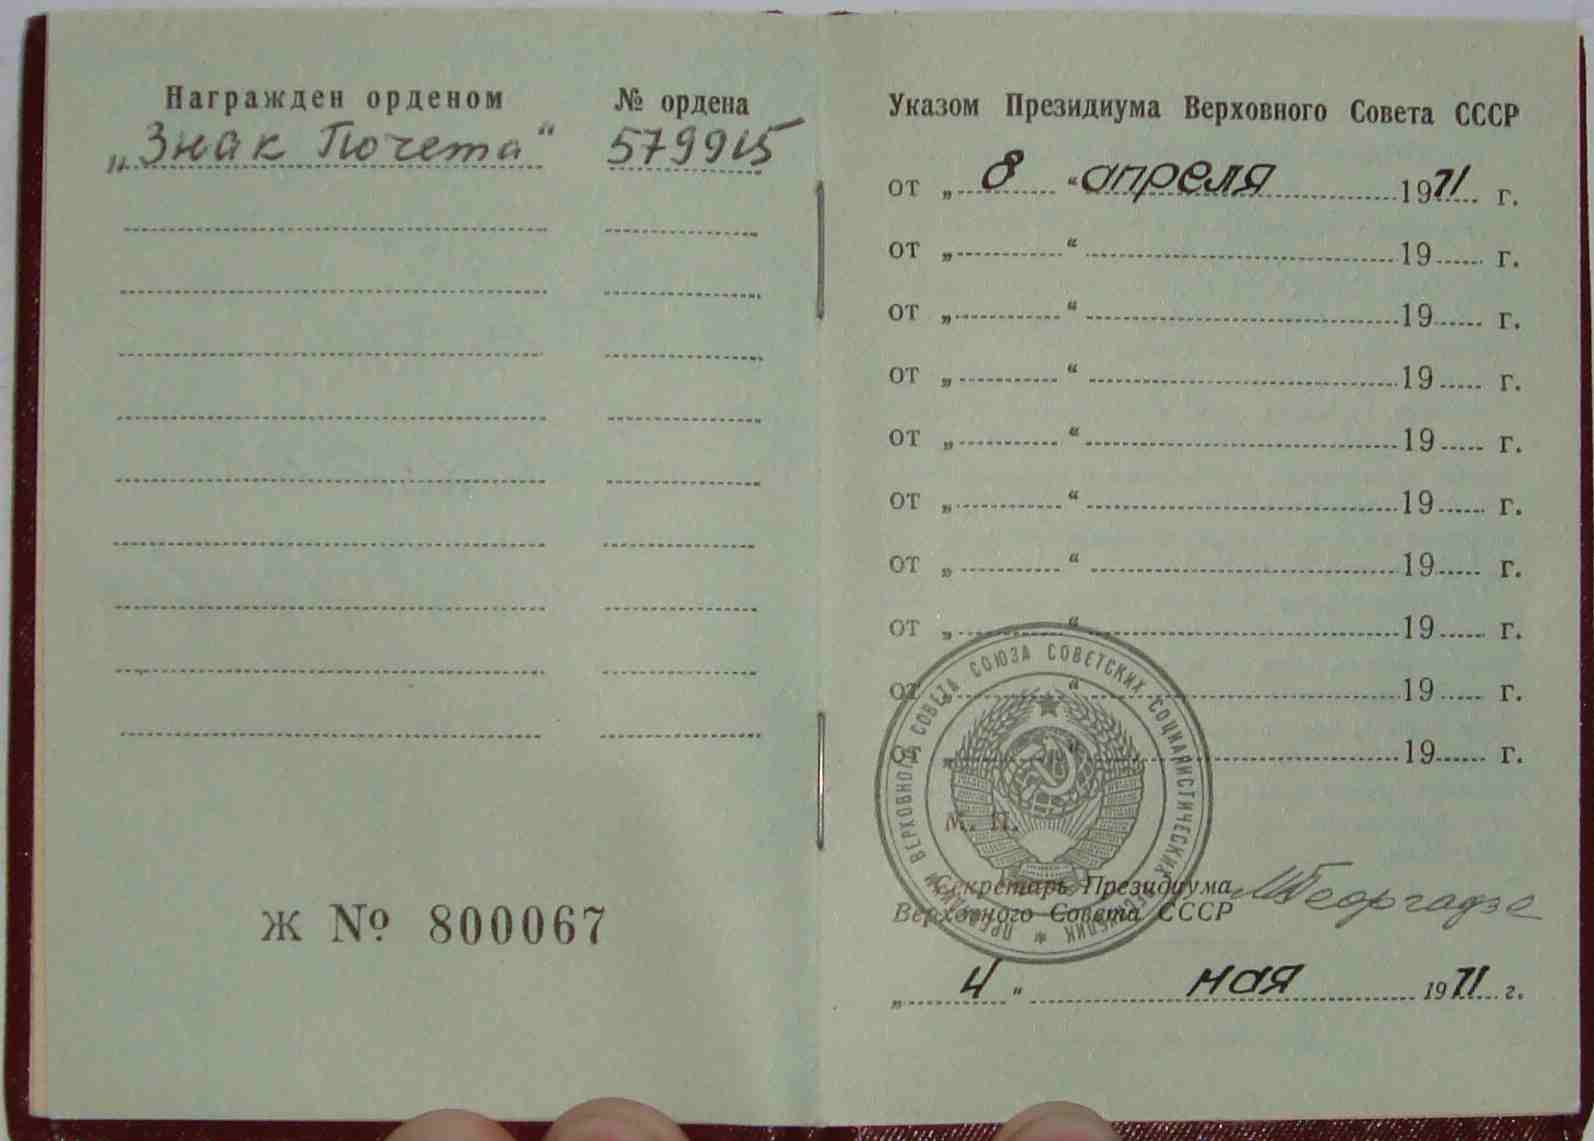 Награжден орденом № ордена
„Знак Почета“ 579915
Ж № 800067
Указом Президиума Верховного Совета СССР
от „ 8 “ апреля 1971 г.
от „ “ 19 г.
от „ “ 19 г.
от „ “ 19 г.
от „ “ 19 г.
от „ “ 19 г.
от „ “ 19 г.
от „ “ 19 г.
от „ “ 19 г.
от „ “ 19 г.
ПРЕЗИДИУМ ВЕРХОВНОГО СОВЕТА СОЮЗА СОВЕТСКИХ СОЦИАЛИСТИЧЕСКИХ РЕСПУБЛИК
М. П.
Секретарь Президиума
Верховного Совета СССР МГеоргадзе
„ 4 “ мая 1971 г.